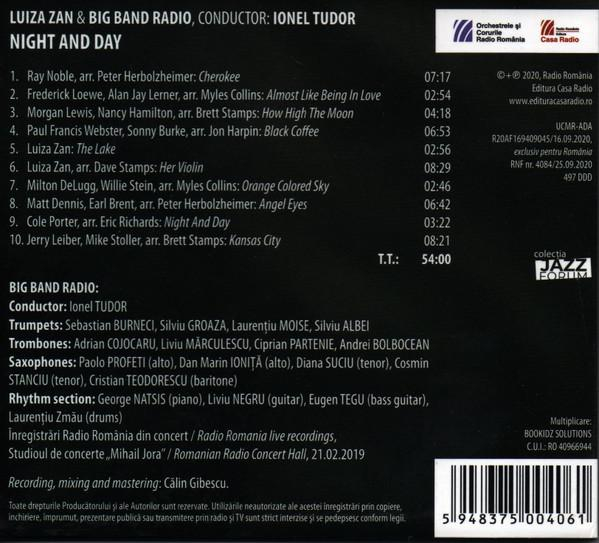 LUIZA ZAN & BIG BAND RADIO, CONDUCTOR: IONEL TUDOR
NIGHT AND DAY
1. Ray Noble, arr. Peter Herbolzheimer: Cherokee 07:17
2. Frederick Loewe, Alan Jay Lerner, arr. Myles Collins: Almost Like Being In Love 02:54
3. Morgan Lewis, Nancy Hamilton, arr. Brett Stamps: How High The Moon 04:18
4. Paul Francis Webster, Sonny Burke, arr. Jon Harpin: Black Coffee 06:53
5. Luiza Zan: The Lake 02:56
6. Luiza Zan, arr. Dave Stamps: Her Violin 08:29
7. Milton DeLugg, Willie Stein, arr. Myles Collins: Orange Colored Sky 02:46
8. Matt Dennis, Earl Brent, arr. Peter Herbolzheimer: Angel Eyes 06:42
9. Cole Porter, arr. Eric Richards: Night And Day 03:22
10. Jerry Leiber, Mike Stoller, arr. Brett Stamps: Kansas City 08:21
T.T.: 54:00
BIG BAND RADIO:
Conductor: Ionel TUDOR
Trumpets: Sebastian BURNECI, Silviu GROAZA, Laurențiu MOISE, Silviu ALBEI
Trombones: Adrian COJOCARU, Liviu MĂRCULESCU, Ciprian PARTENIE, Andrei BOLBOCEAN
Saxophones: Paolo PROFETI (alto), Dan Marin IONIȚĂ (alto), Diana SUCIU (tenor), Cosmin
STANCIU (tenor), Cristian TEODORESCU (baritone)
Rhythm section: George NATSIS (piano), Liviu NEGRU (guitar), Eugen TEGU (bass guitar),
Laurențiu Zmău (drums)
Înregistrări Radio România din concert / Radio Romania live recordings,
Studioul de concerte „Mihail Jora” / Romanian Radio Concert Hall, 21.02.2019
Recording, mixing and mastering: Călin Gibescu.
Toate drepturile Producătorului și ale Autorilor sunt rezervate. Utilizările neautorizate ale acestei înregistrări prin copiere,
închiriere, împrumut, prezentare publică sau transmitere prin radio și TV sunt strict interzise și se pedepsesc conform legii.
Orchestrele și
Corurile
Radio România
Casa Radio
©+℗ 2020, Radio România
Editura Casa Radio
www.edituracasaradio.ro
UCMR-ADA
R20AF169409045/16.09.2020,
exclusiv pentru România
RNF nr. 4084/25.09.2020
497 DDD
colecția
JAZZ
FORUM
Multiplicare:
BOOKIDZ SOLUTIONS
C.U.I.: RO 40966944
5 948375 004061